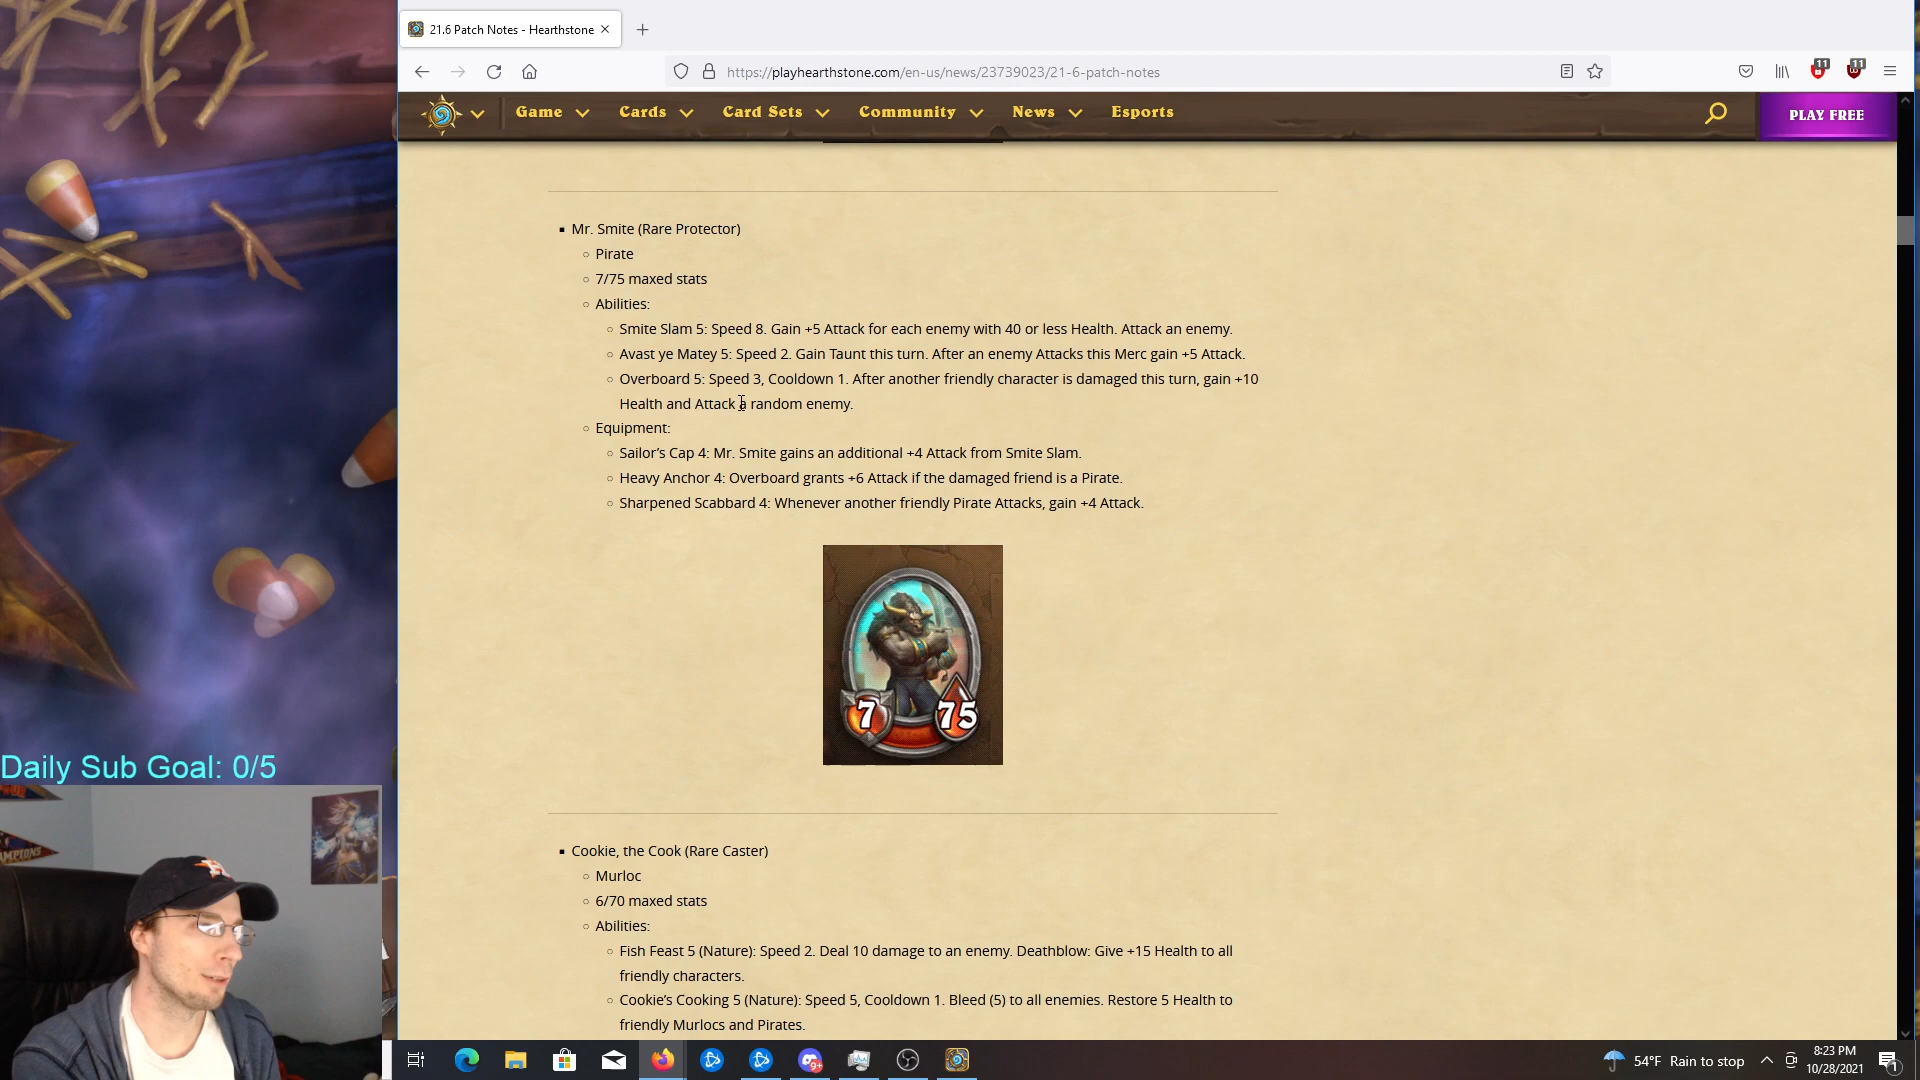 21.6 Patch Notes - Hearthstone
https://playhearthstone.com/en-us/news/23739023/21-6-patch-notes
11
11
Game
Cards
Card Sets
Community
News
Esports
PLAY FREE
Mr. Smite (Rare Protector)
Pirate
7/75 maxed stats
Abilities:
Smite Slam 5: Speed 8. Gain +5 Attack for each enemy with 40 or less Health. Attack an enemy.
Avast ye Matey 5: Speed 2. Gain Taunt this turn. After an enemy Attacks this Merc gain +5 Attack.
Overboard 5: Speed 3, Cooldown 1. After another friendly character is damaged this turn, gain +10
Health and Attack a random enemy.
Equipment:
Sailor’s Cap 4: Mr. Smite gains an additional +4 Attack from Smite Slam.
Heavy Anchor 4: Overboard grants +6 Attack if the damaged friend is a Pirate.
Sharpened Scabbard 4: Whenever another friendly Pirate Attacks, gain +4 Attack.
7
75
Cookie, the Cook (Rare Caster)
Murloc
6/70 maxed stats
Abilities:
Fish Feast 5 (Nature): Speed 2. Deal 10 damage to an enemy. Deathblow: Give +15 Health to all
friendly characters.
Cookie’s Cooking 5 (Nature): Speed 5, Cooldown 1. Bleed (5) to all enemies. Restore 5 Health to
friendly Murlocs and Pirates.
Daily Sub Goal: 0/5
9+
54°F Rain to stop
8:23 PM
10/28/2021
1